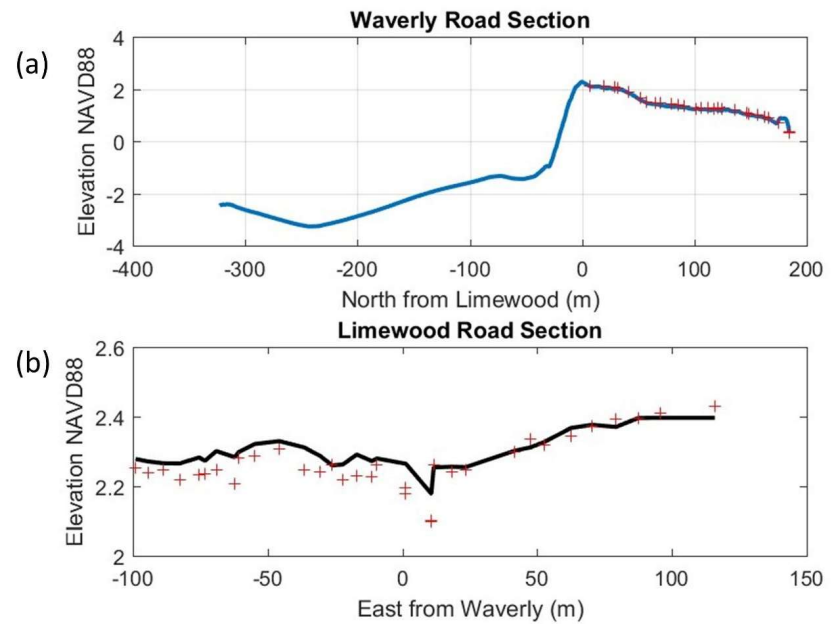 Waverly Road Section
(a)
Elevation NAVD88
4
2
0
-2
-4
-400
-300
-200
-100
0
100
200
North from Limewood (m)
Limewood Road Section
(b)
Elevation NAVD88
2.6
2.4
2.2
2
-100
-50
0
50
100
150
East from Waverly (m)